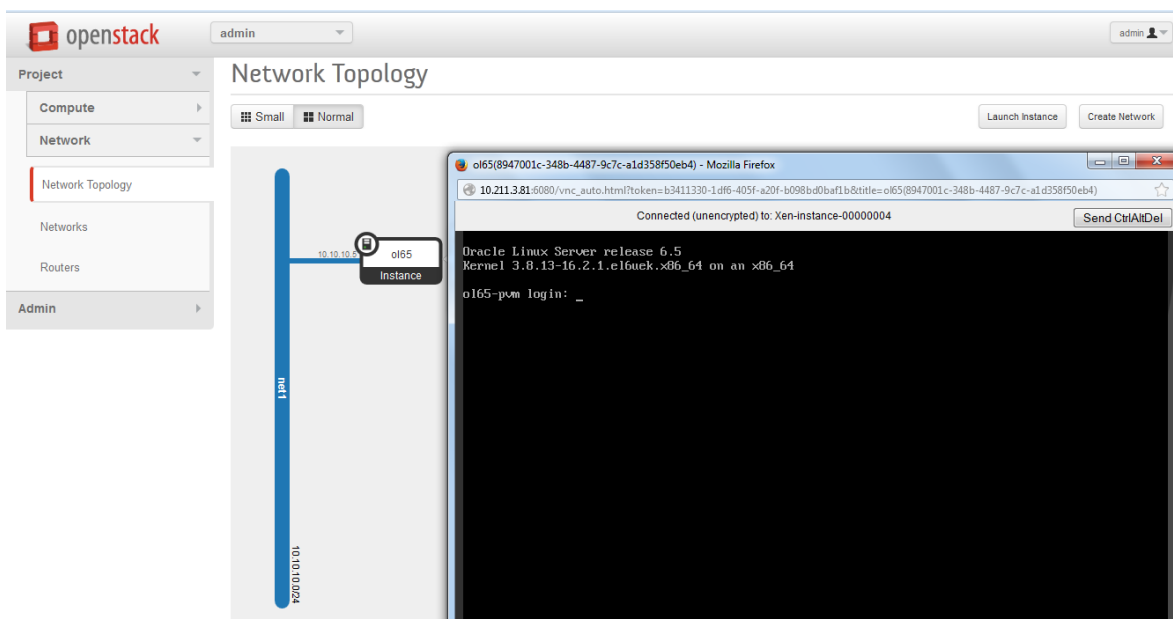 openstack
admin
admin
Project
Compute
Network
Network Topology
Networks
Routers
Admin
Network Topology
Small
Normal
Launch Instance
Create Network
net1
10.10.10.0/24
10.10.10.5
ol65
Instance
ol65(8947001c-348b-4487-9c7c-a1d358f50eb4) - Mozilla Firefox
10.211.3.81:6080/vnc_auto.html?token=b3411330-1df6-405f-a20f-b098bd0baf1b&title=ol65(8947001c-348b-4487-9c7c-a1d358f50eb4)
Connected (unencrypted) to: Xen-instance-00000004
Send CtrlAltDel
Oracle Linux Server release 6.5
Kernel 3.8.13-16.2.1.el6uek.x86_64 on an x86_64
ol65-pvm login: _